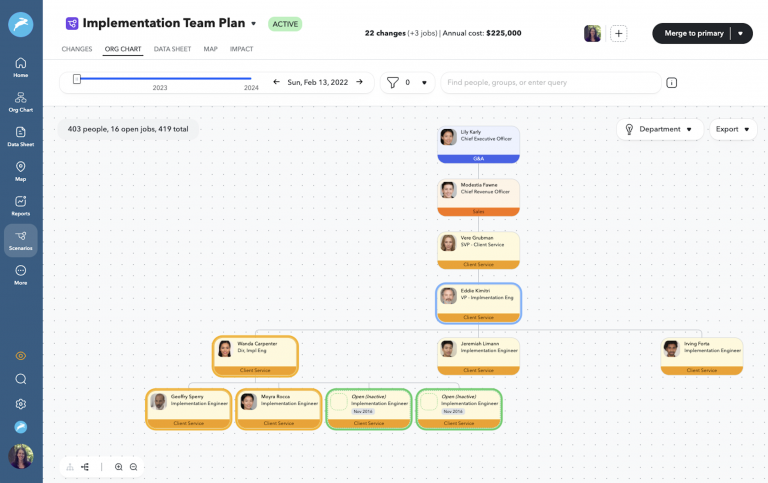 Implementation Team Plan
ACTIVE
22 changes (+3 jobs) | Annual cost: $225,000
Merge to primary
CHANGES
ORG CHART
DATA SHEET
MAP
IMPACT
Home
Org Chart
Data Sheet
Map
Reports
Scenarios
More
2023
2024
Sun, Feb 13, 2022
0
Find people, groups, or enter query
403 people, 16 open jobs, 419 total
Department
Export
Lily Karly
Chief Executive Officer
G&A
Modestia Fawne
Chief Revenue Officer
Sales
Vere Grubman
SVP - Client Service
Client Service
Eddie Kimitri
VP - Implmentation Eng
Client Service
Wanda Carpenter
Dir, Impl Eng
Client Service
Jeremiah Limann
Implementation Engineer
Client Service
Irving Forta
Implementation Engineer
Client Service
Geoffry Sperry
Implementation Engineer
Client Service
Moyra Rocca
Implementation Engineer
Client Service
Open (Inactive)
Implementation Engineer
Nov 2016
Client Service
Open (Inactive)
Implementation Engineer
Nov 2016
Client Service